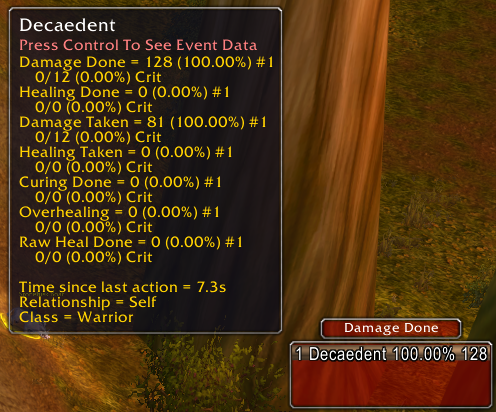 Decaedent
Press Control To See Event Data
Damage Done = 128 (100.00%) #1
0/12 (0.00%) Crit
Healing Done = 0 (0.00%) #1
0/0 (0.00%) Crit
Damage Taken = 81 (100.00%) #1
0/12 (0.00%) Crit
Healing Taken = 0 (0.00%) #1
0/0 (0.00%) Crit
Curing Done = 0 (0.00%) #1
0/0 (0.00%) Crit
Overhealing = 0 (0.00%) #1
0/0 (0.00%) Crit
Raw Heal Done = 0 (0.00%) #1
0/0 (0.00%) Crit
Time since last action = 7.3s
Relationship = Self
Class = Warrior
Damage Done
1 Decaedent 100.00% 128